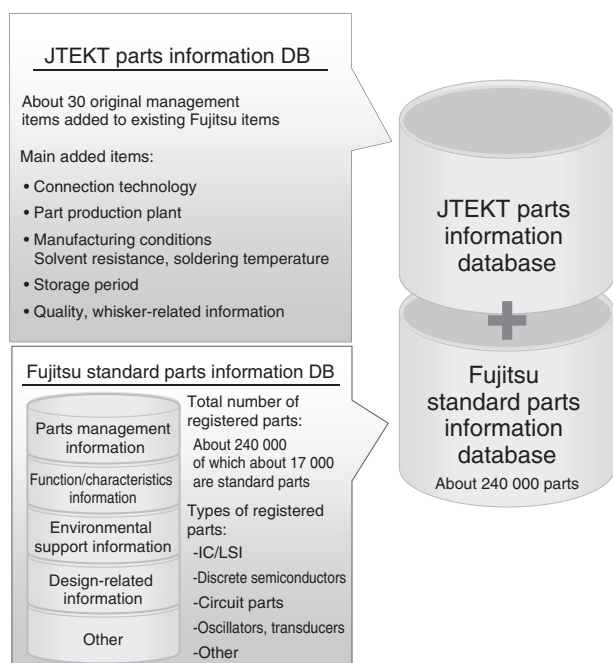 JTEKT parts information DB
About 30 original management
items added to existing Fujitsu items
Main added items:
• Connection technology
• Part production plant
• Manufacturing conditions
Solvent resistance, soldering temperature
• Storage period
• Quality, whisker-related information
JTEKT parts
information
database
+
Fujitsu
standard parts
information
database
About 240 000 parts
Fujitsu standard parts information DB
Parts management
information
Function/characteristics
information
Environmental
support information
Design-related
information
Other
Total number of
registered parts:
About 240 000
of which about 17 000
are standard parts
Types of registered
parts:
-IC/LSI
-Discrete semiconductors
-Circuit parts
-Oscillators, transducers
-Other